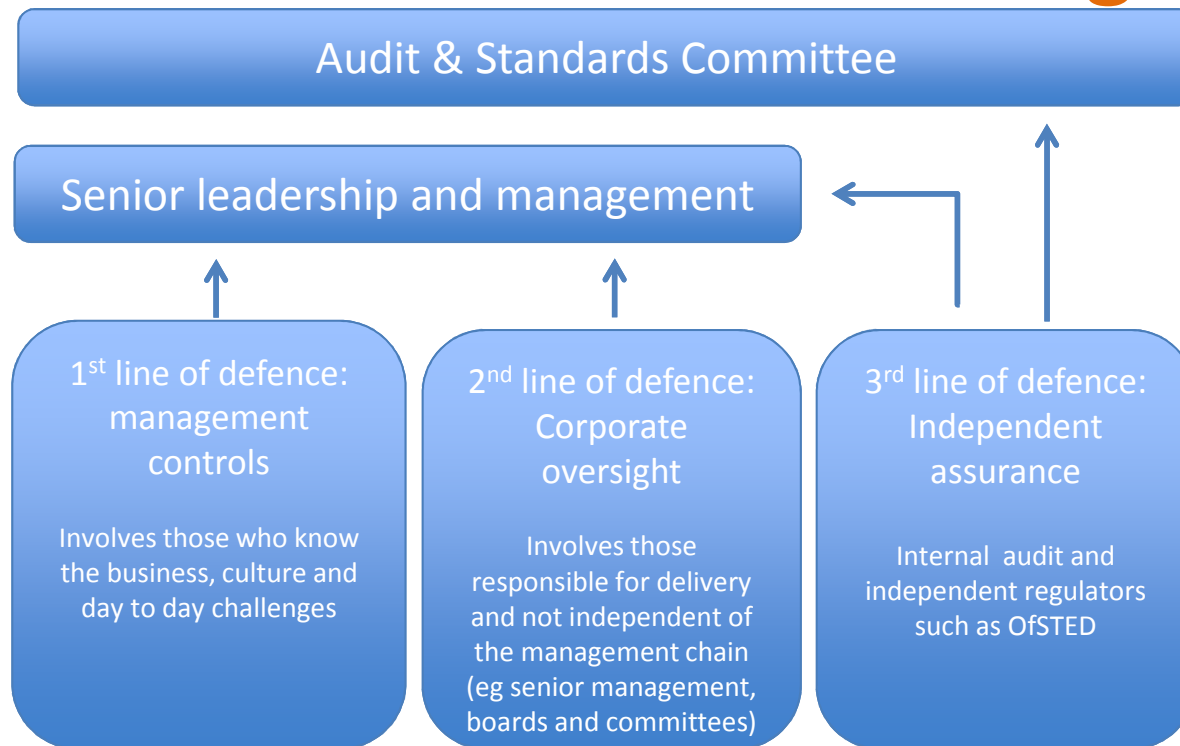 Audit & Standards Committee
Senior leadership and management
1st line of defence:
management
controls
Involves those who know
the business, culture and
day to day challenges
2nd line of defence:
Corporate
oversight
Involves those
responsible for delivery
and not independent of
the management chain
(eg senior management,
boards and committees)
3rd line of defence:
Independent
assurance
Internal audit and
independent regulators
such as OfSTED